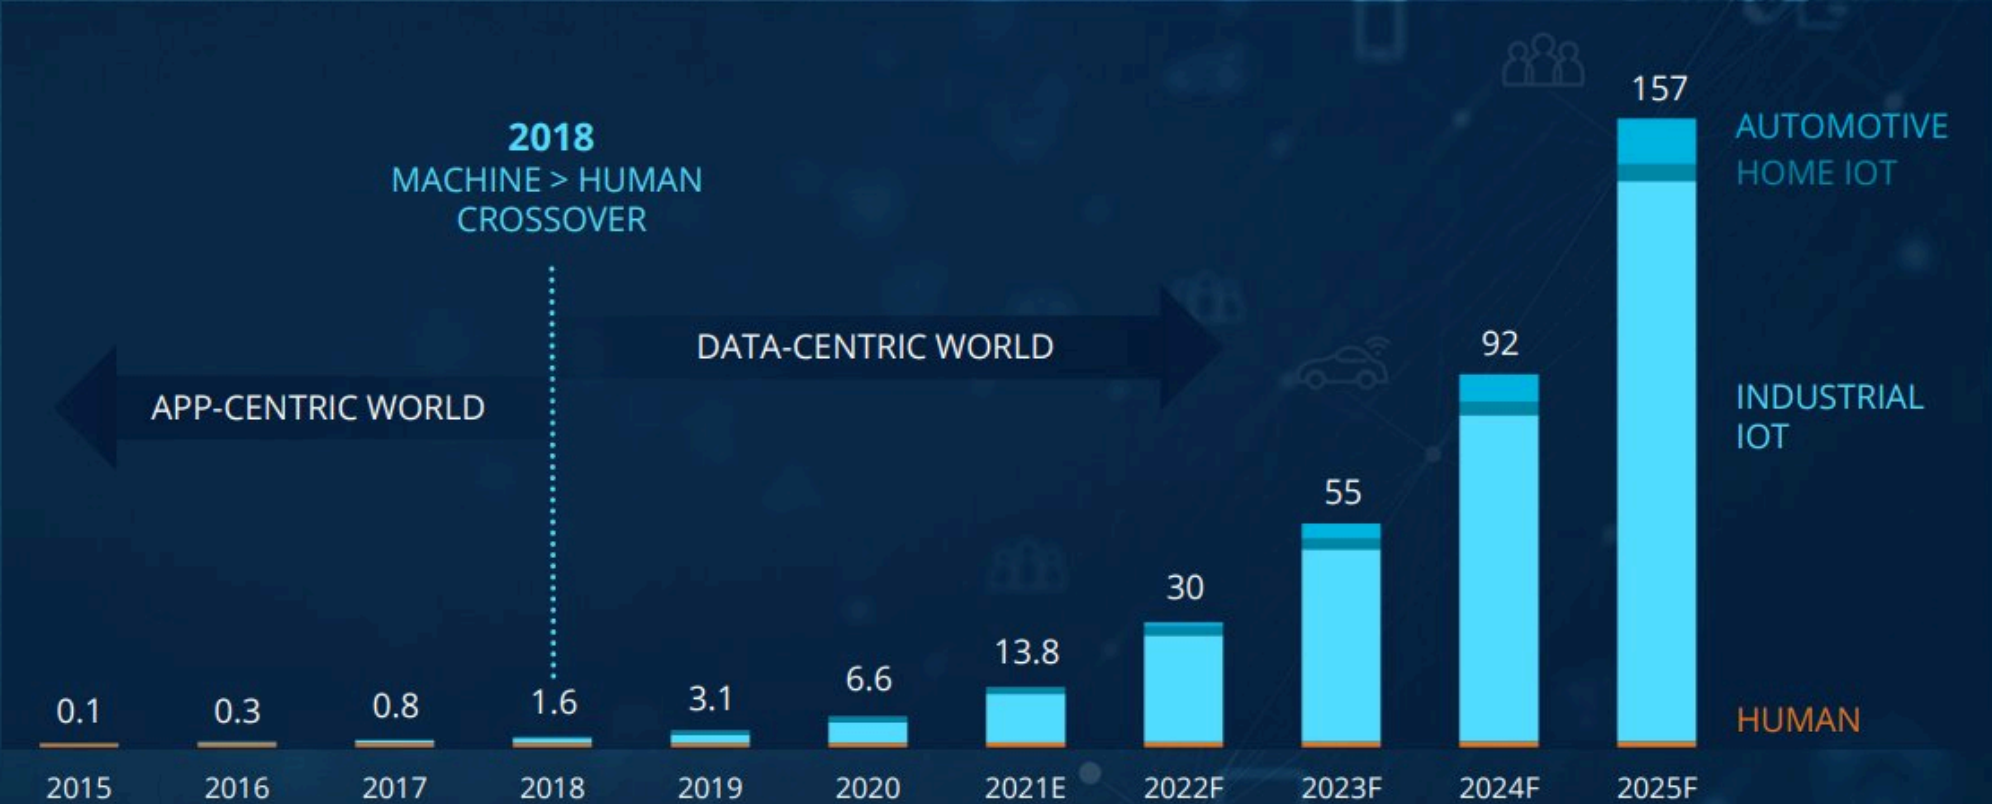 157
AUTOMOTIVE
HOME IOT
2018
MACHINE > HUMAN
CROSSOVER
DATA-CENTRIC WORLD
92
APP-CENTRIC WORLD
INDUSTRIAL
IOT
55
30
13.8
6.6
3.1
1.6
0.8
0.3
0.1
HUMAN
2015
2016
2017
2018
2019
2020
2021E
2022F
2023F
2024F
2025F